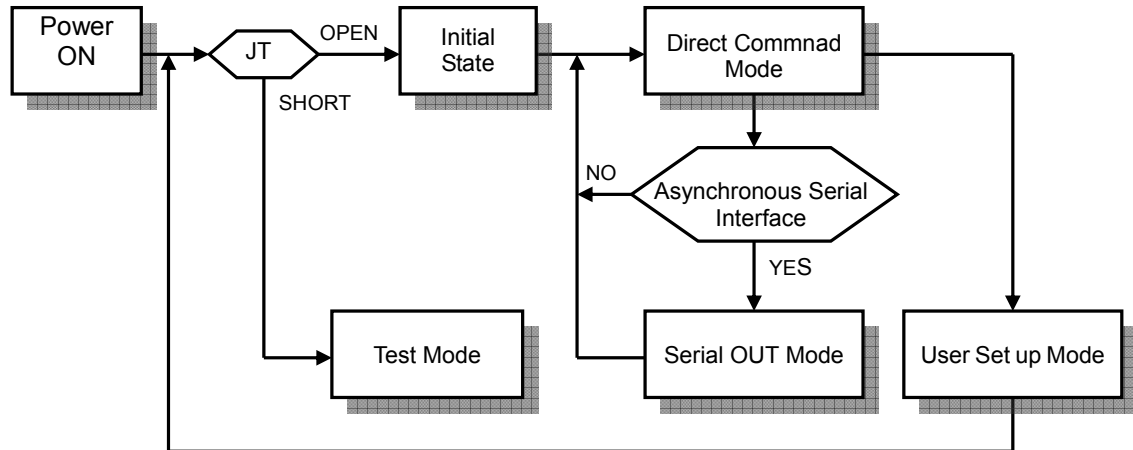 Power
ON
JT
OPEN
SHORT
Initial
State
Direct Commnad
Mode
NO
Asynchronous Serial
Interface
YES
Test Mode
Serial OUT Mode
User Set up Mode